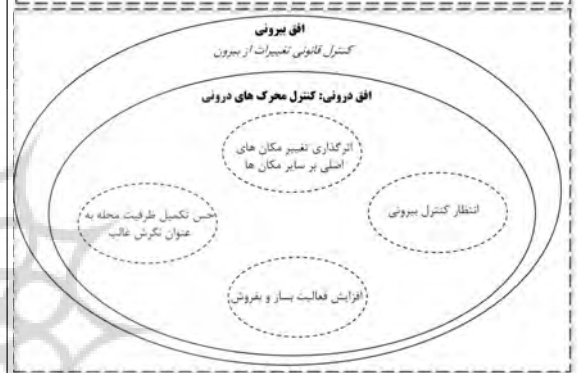 افق بیرونی
کنترل قانونی تغییرات از بیرون
افق درونی: کنترل محرک های درونی
اثرگذاری تغییر مکان های
اصلی بر سایر مکان ها
انتظار کنترل بیرونی
حس تکمیل ظرفیت محله به
عنوان نگرش غالب
افزایش فعالیت بساز و بفروش